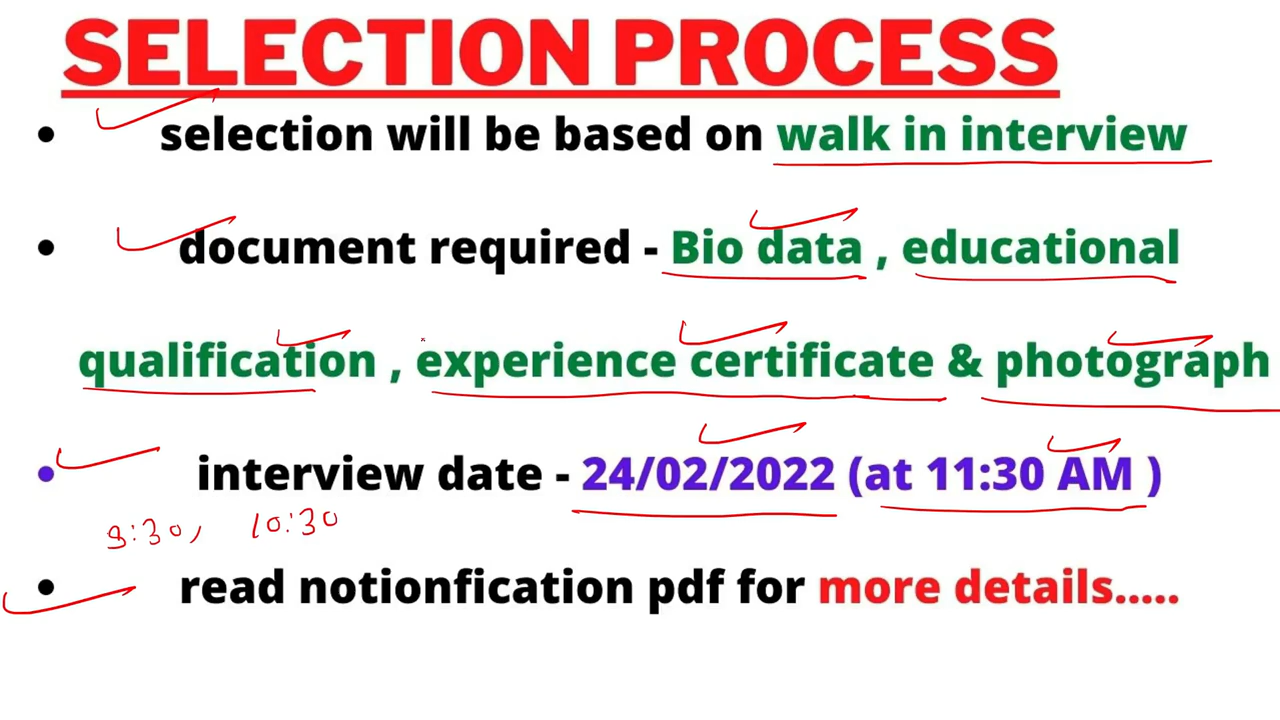 SELECTION PROCESS
• selection will be based on walk in interview
• document required - Bio data , educational
qualification , experience certificate & photograph
• interview date - 24/02/2022 (at 11:30 AM )
9:30, 10:30
• read notionfication pdf for more details.....